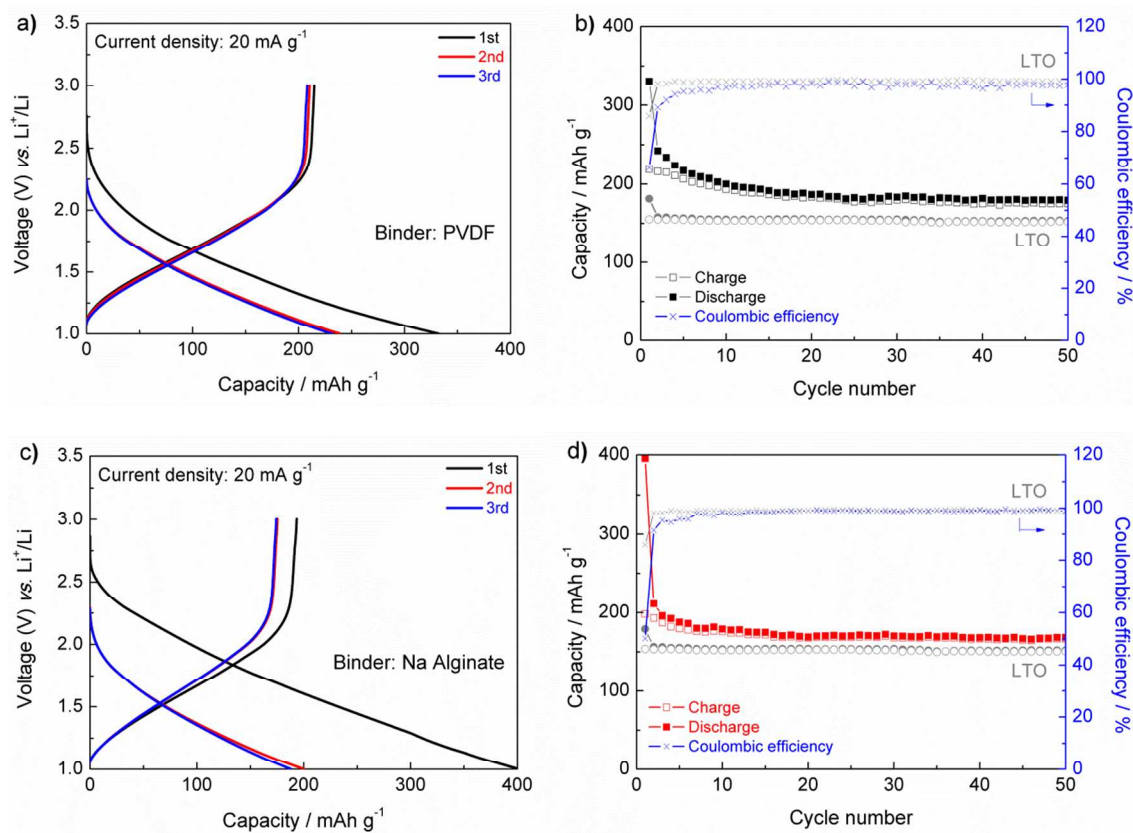 a)
Current density: 20 mA g⁻¹
1st
2nd
3rd
Binder: PVDF
Voltage (V) vs. Li⁺/Li
3.5
3.0
2.5
2.0
1.5
1.0
0 100 200 300 400
Capacity / mAh g⁻¹
b)
LTO
LTO
Charge
Discharge
Coulombic efficiency
Capacity / mAh g⁻¹
400
300
200
150
100
0
0 10 20 30 40 50
Cycle number
120
100
80
60
40
20
0
Coulombic efficiency / %
c)
Current density: 20 mA g⁻¹
1st
2nd
3rd
Binder: Na Alginate
Voltage (V) vs. Li⁺/Li
3.5
3.0
2.5
2.0
1.5
1.0
0 100 200 300 400
Capacity / mAh g⁻¹
d)
LTO
LTO
Charge
Discharge
Coulombic efficiency
Capacity / mAh g⁻¹
400
300
200
150
100
0
0 10 20 30 40 50
Cycle number
120
100
80
60
40
20
0
Coulombic efficiency / %